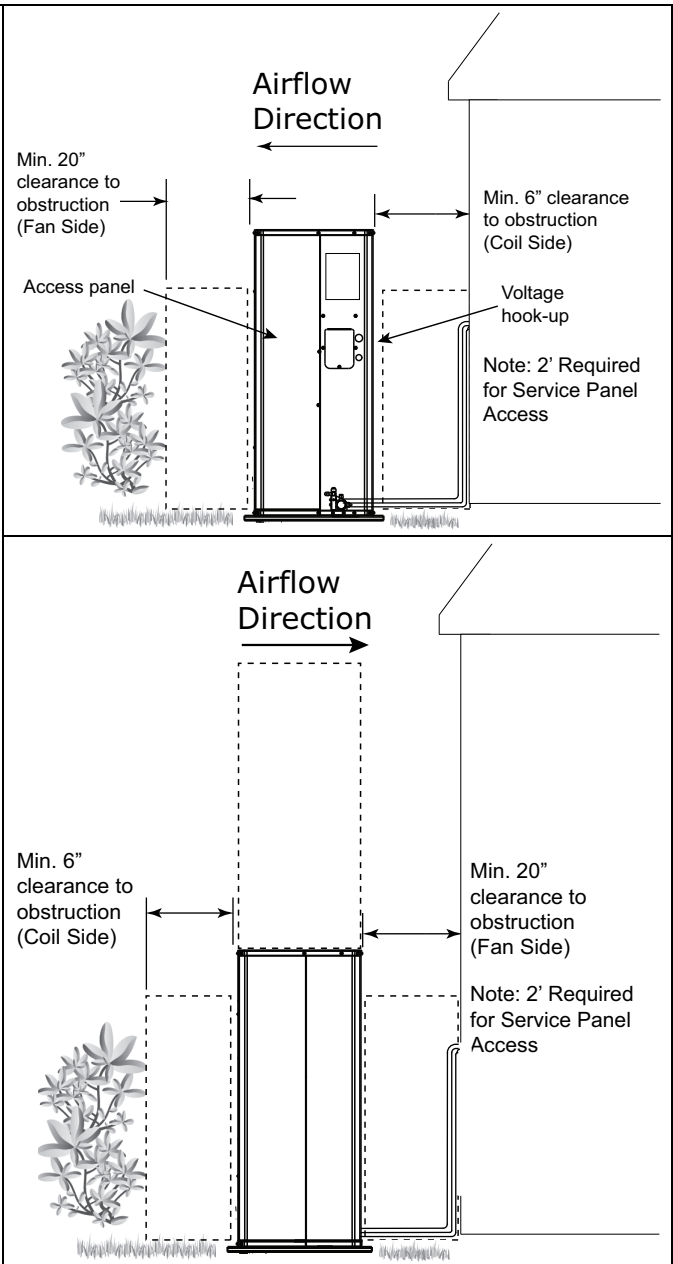 Airflow
Direction
Min. 20”
clearance to
obstruction
(Fan Side)
Min. 6” clearance
to obstruction
(Coil Side)
Access panel
Voltage
hook-up
Note: 2’ Required
for Service Panel
Access
Airflow
Direction
Min. 6”
clearance to
obstruction
(Coil Side)
Min. 20”
clearance to
obstruction
(Fan Side)
Note: 2’ Required
for Service Panel
Access